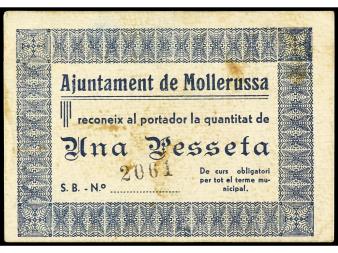 Ajuntament de Mollerussa
reconeix al portador la quantitat de
Una Pesseta
2061
S. B. - Nº
De curs obligatori
per tot el terme mu-
nicipal.